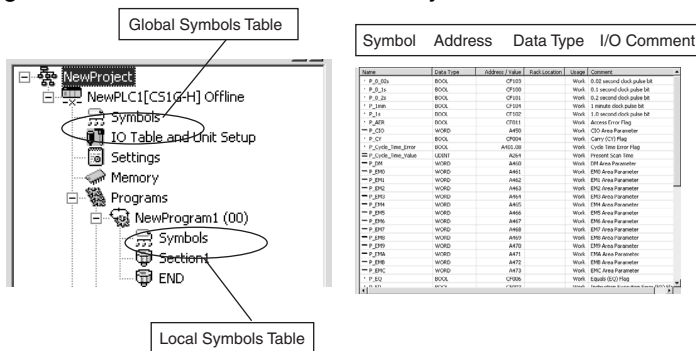 Global Symbols Table
NewProject
NewPLC1[CS1G-H] Offline
Symbols
IO Table and Unit Setup
Settings
Memory
Programs
NewProgram1 (00)
Symbols
Section1
END
Local Symbols Table
Symbol Address Data Type I/O Comment
Name Data Type Address / Value Rack Location Usage Comment
P_0_02s BOOL CF103 Work 0.02 second clock pulse bit
P_0_1s BOOL CF100 Work 0.1 second clock pulse bit
P_0_2s BOOL CF101 Work 0.2 second clock pulse bit
P_1min BOOL CF104 Work 1 minute clock pulse bit
P_1s BOOL CF102 Work 1.0 second clock pulse bit
P_AER BOOL CF011 Work Access Error Flag
P_CIO WORD A450 Work CIO Area Parameter
P_CY BOOL CF004 Work Carry (CY) Flag
P_Cycle_Time_Error BOOL A401.08 Work Cycle Time Error Flag
P_Cycle_Time_Value UDINT A264 Work Present Scan Time
P_DM WORD A460 Work DM Area Parameter
P_EM0 WORD A461 Work EM0 Area Parameter
P_EM1 WORD A462 Work EM1 Area Parameter
P_EM2 WORD A463 Work EM2 Area Parameter
P_EM3 WORD A464 Work EM3 Area Parameter
P_EM4 WORD A465 Work EM4 Area Parameter
P_EM5 WORD A466 Work EM5 Area Parameter
P_EM6 WORD A467 Work EM6 Area Parameter
P_EM7 WORD A468 Work EM7 Area Parameter
P_EM8 WORD A469 Work EM8 Area Parameter
P_EM9 WORD A470 Work EM9 Area Parameter
P_EMA WORD A471 Work EMA Area Parameter
P_EMB WORD A472 Work EMB Area Parameter
P_EMC WORD A473 Work EMC Area Parameter
P_EQ BOOL CF006 Work Equals (EQ) Flag